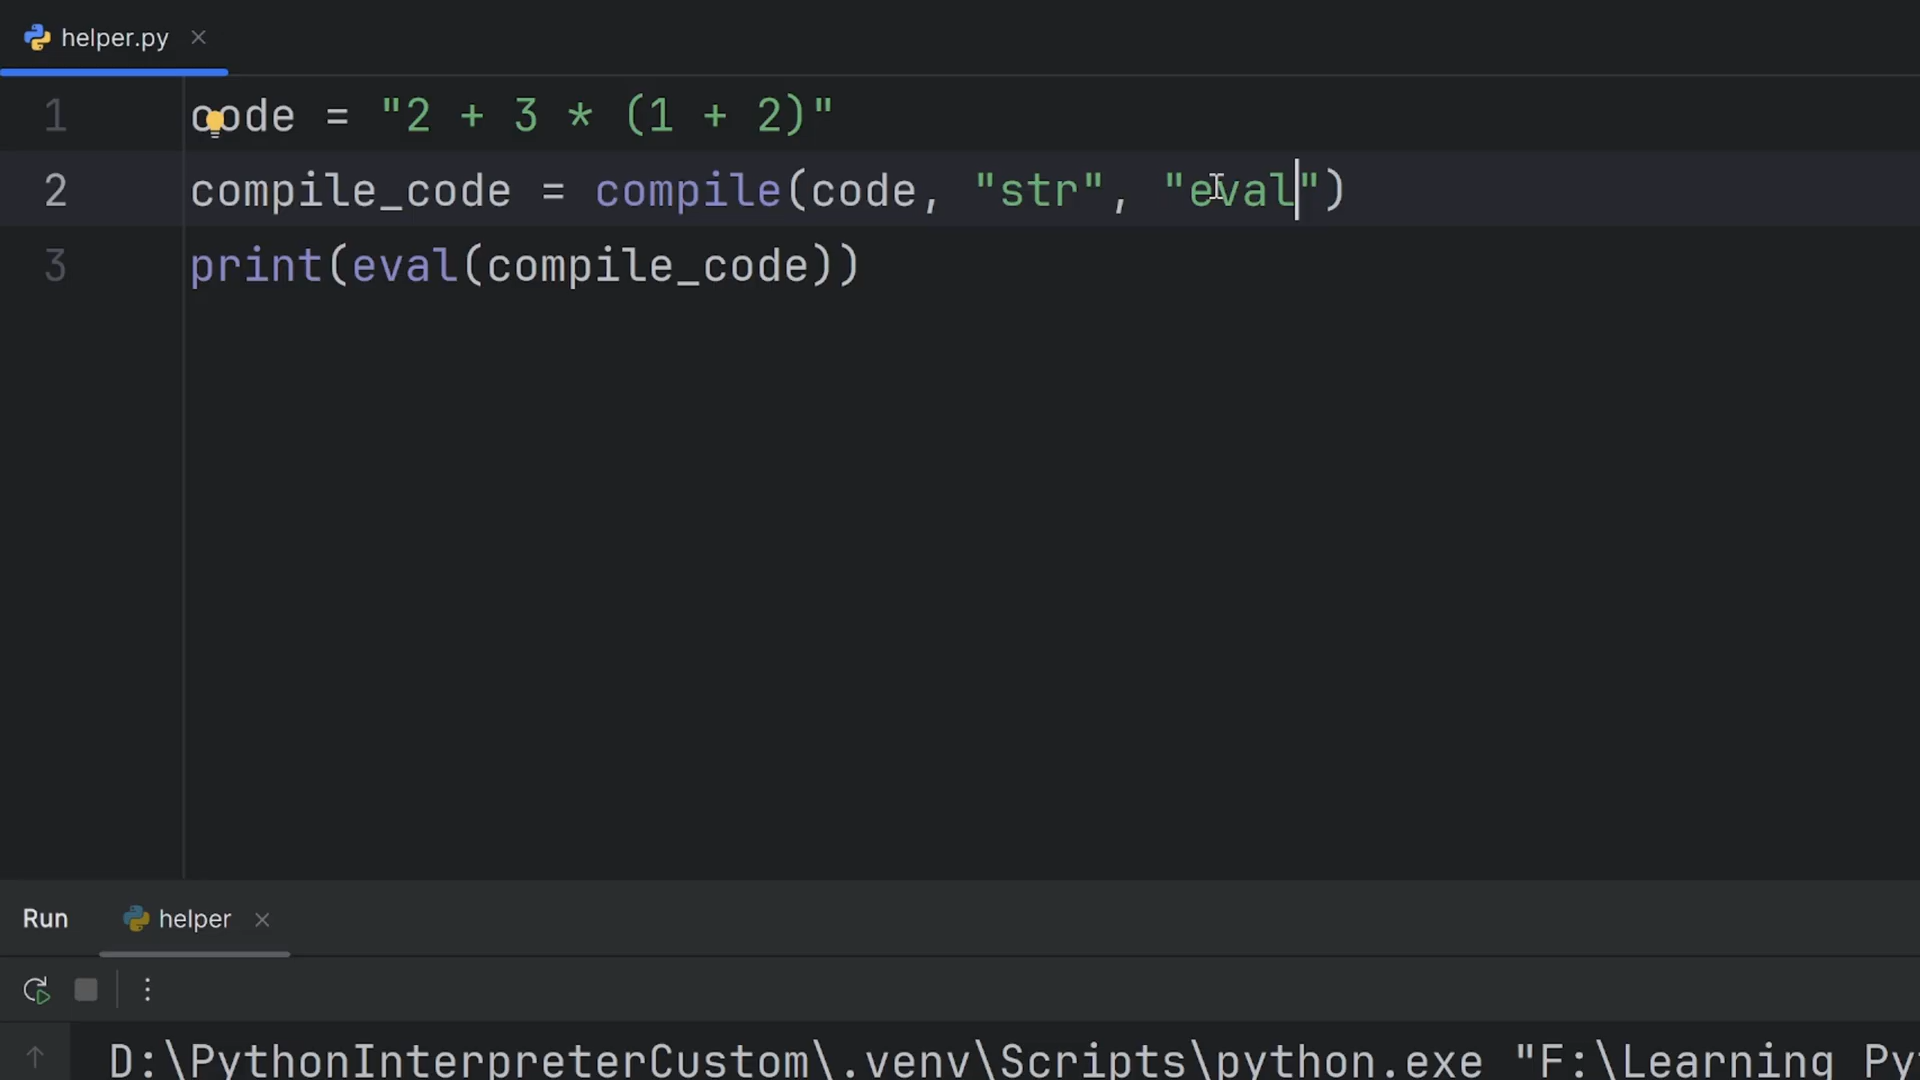 helper.py
1 code = "2 + 3 * (1 + 2)"
2 compile_code = compile(code, "str", "eval")
3 print(eval(compile_code))
Run helper
D:\PythonInterpreterCustom\.venv\Scripts\python.exe "F:\Learning Py